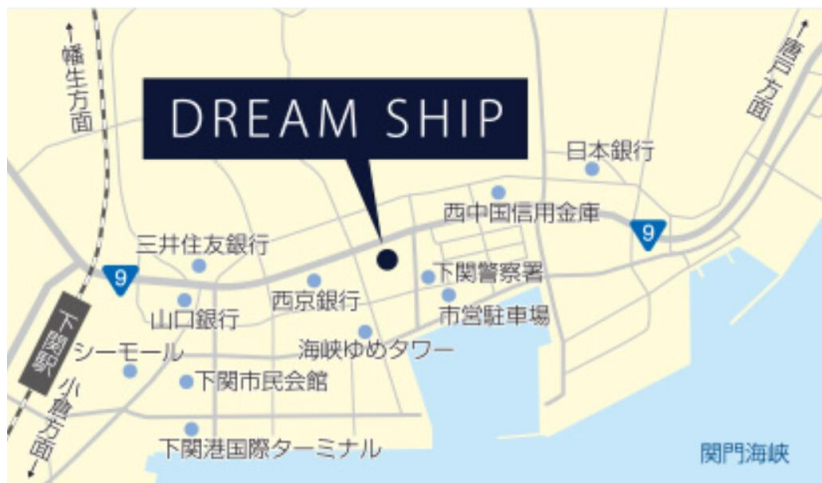 ←幡生方面
DREAM SHIP
←唐戸方面
日本銀行
西中国信用金庫
9
三井住友銀行
9
下関警察署
西京銀行
山口銀行
市営駐車場
下関駅
シーモール
海峡ゆめタワー
下関市民会館
小倉方面→
下関港国際ターミナル
関門海峡